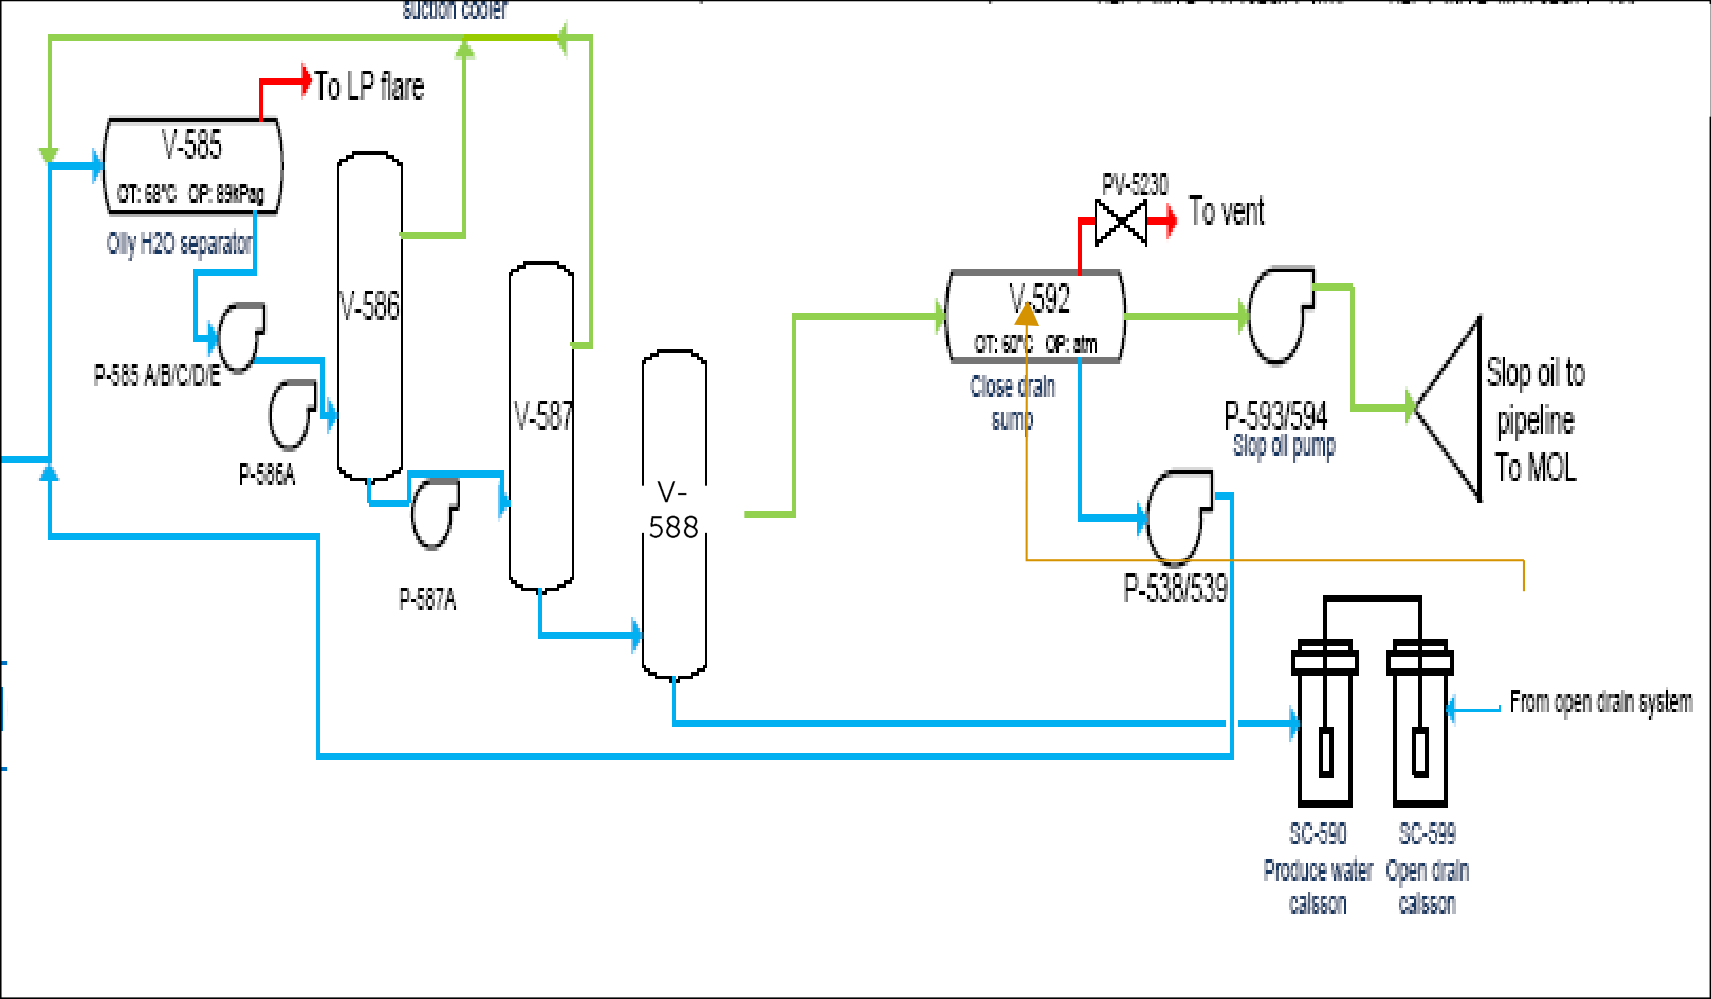 suction cooler
To LP flare
V-585
OT: 68°C OP: 89kPag
Oily H2O separator
V-586
P-585 A/B/C/D/E
P-586A
V-587
P-587A
V-
588
PV-5230
To vent
V-592
OT: 60°C OP: atm
Close drain
sump
P-593/594
Slop oil pump
Slop oil to
pipeline
To MOL
P-538/539
From open drain system
SC-590
Produce water
caisson
SC-599
Open drain
caisson